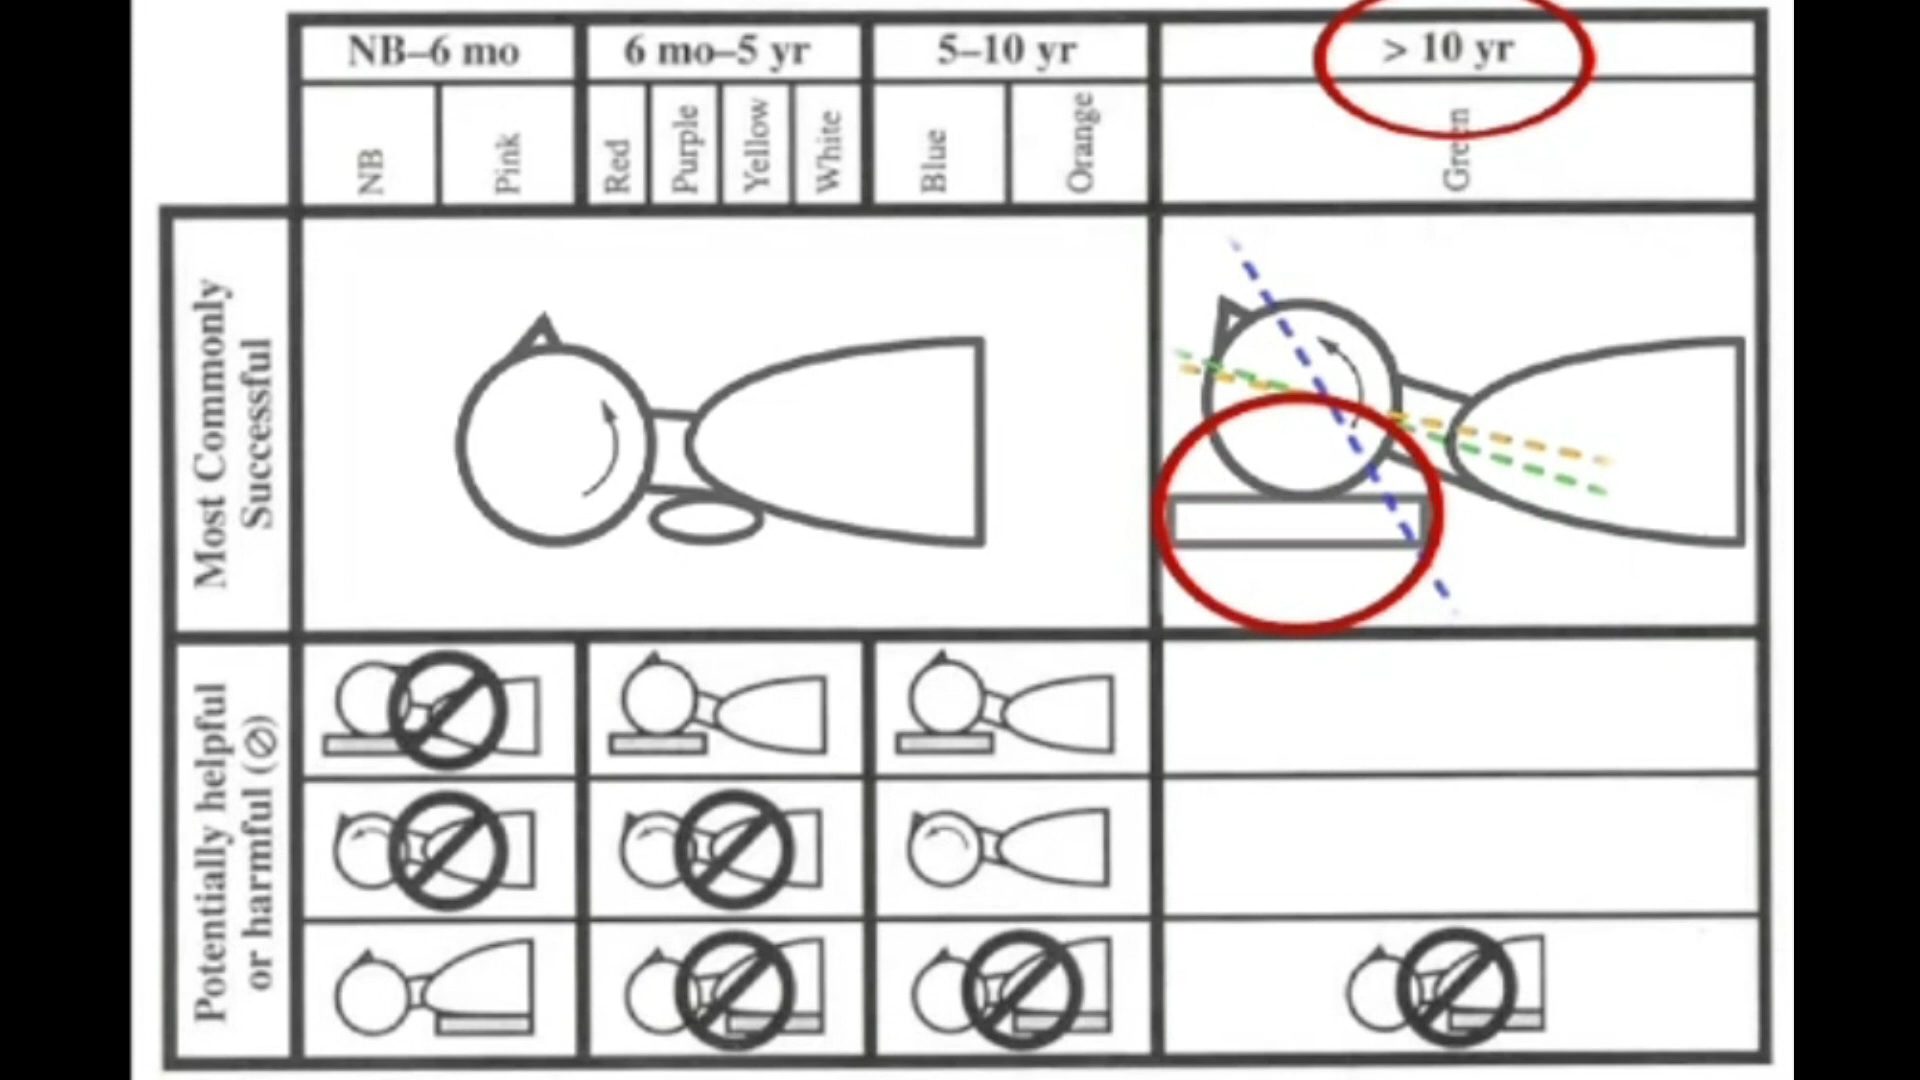 NB–6 mo
6 mo–5 yr
5–10 yr
> 10 yr
NB
Pink
Red
Purple
Yellow
White
Blue
Orange
Green
Most Commonly
Successful
Potentially helpful
or harmful (⊘)